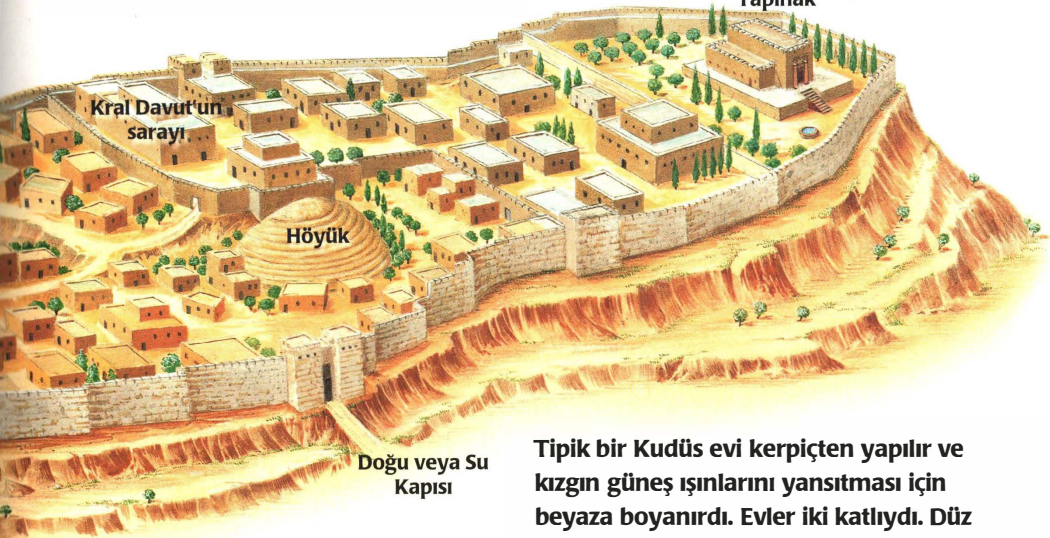 Tapınak
Kral Davut'un
sarayı
Höyük
Doğu veya Su
Kapısı
Tipik bir Kudüs evi kerpiçten yapılır ve
kızgın güneş ışınlarını yansıtması için
beyaza boyanırdı. Evler iki katlıydı. Düz